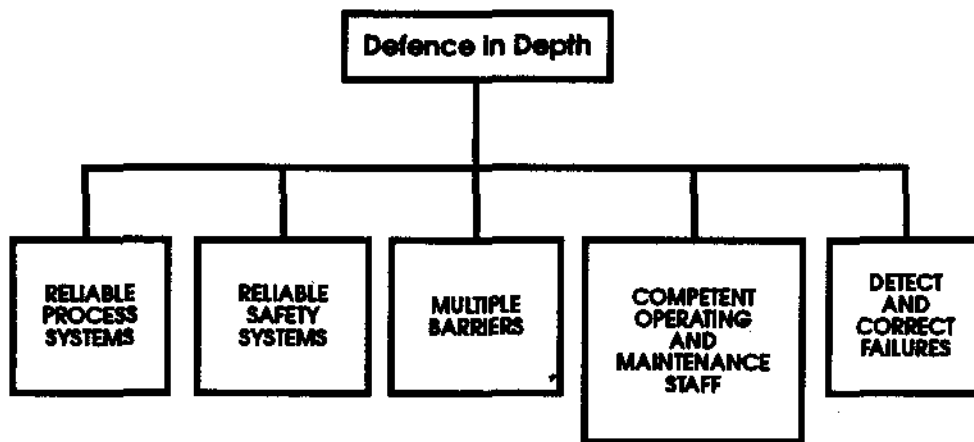 Defence in Depth
RELIABLE
PROCESS
SYSTEMS
RELIABLE
SAFETY
SYSTEMS
MULTIPLE
BARRIERS
COMPETENT
OPERATING
AND
MAINTENANCE
STAFF
DETECT
AND
CORRECT
FAILURES